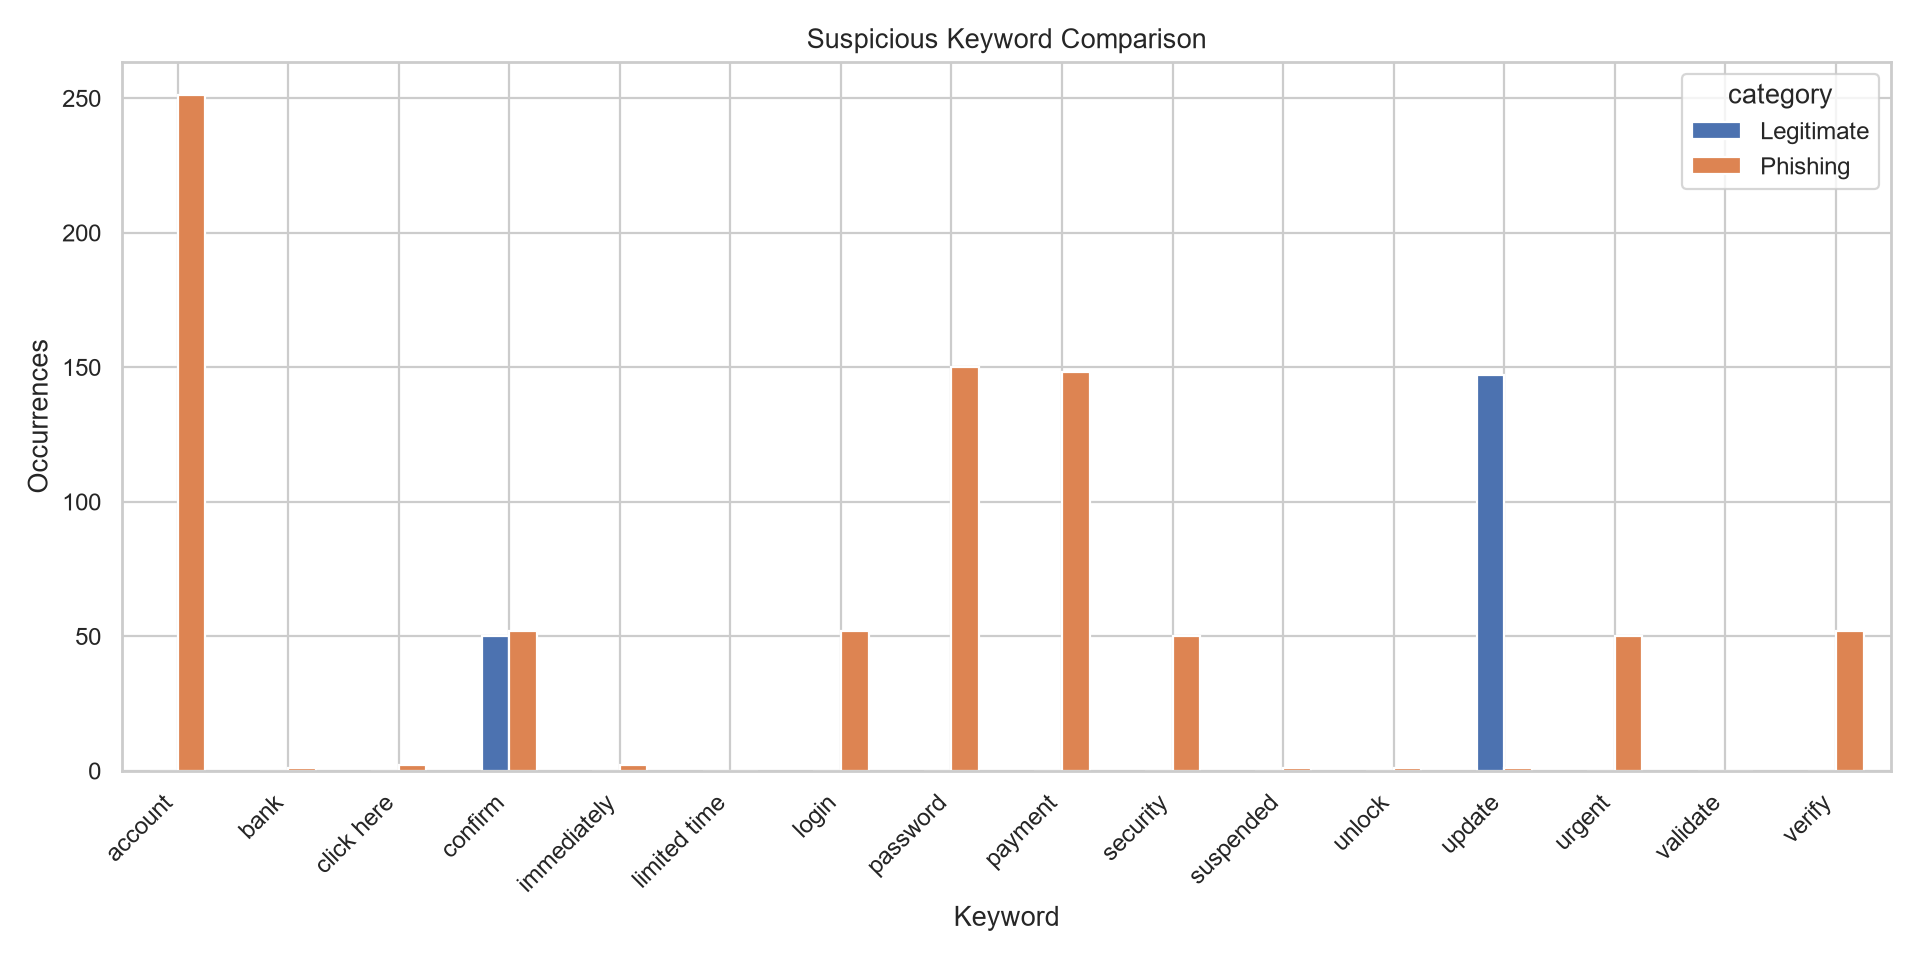 Suspicious Keyword Comparison
category
Legitimate
Phishing
Occurrences
250
200
150
100
50
0
account
bank
click here
confirm
immediately
limited time
login
password
payment
security
suspended
unlock
update
urgent
validate
verify
Keyword